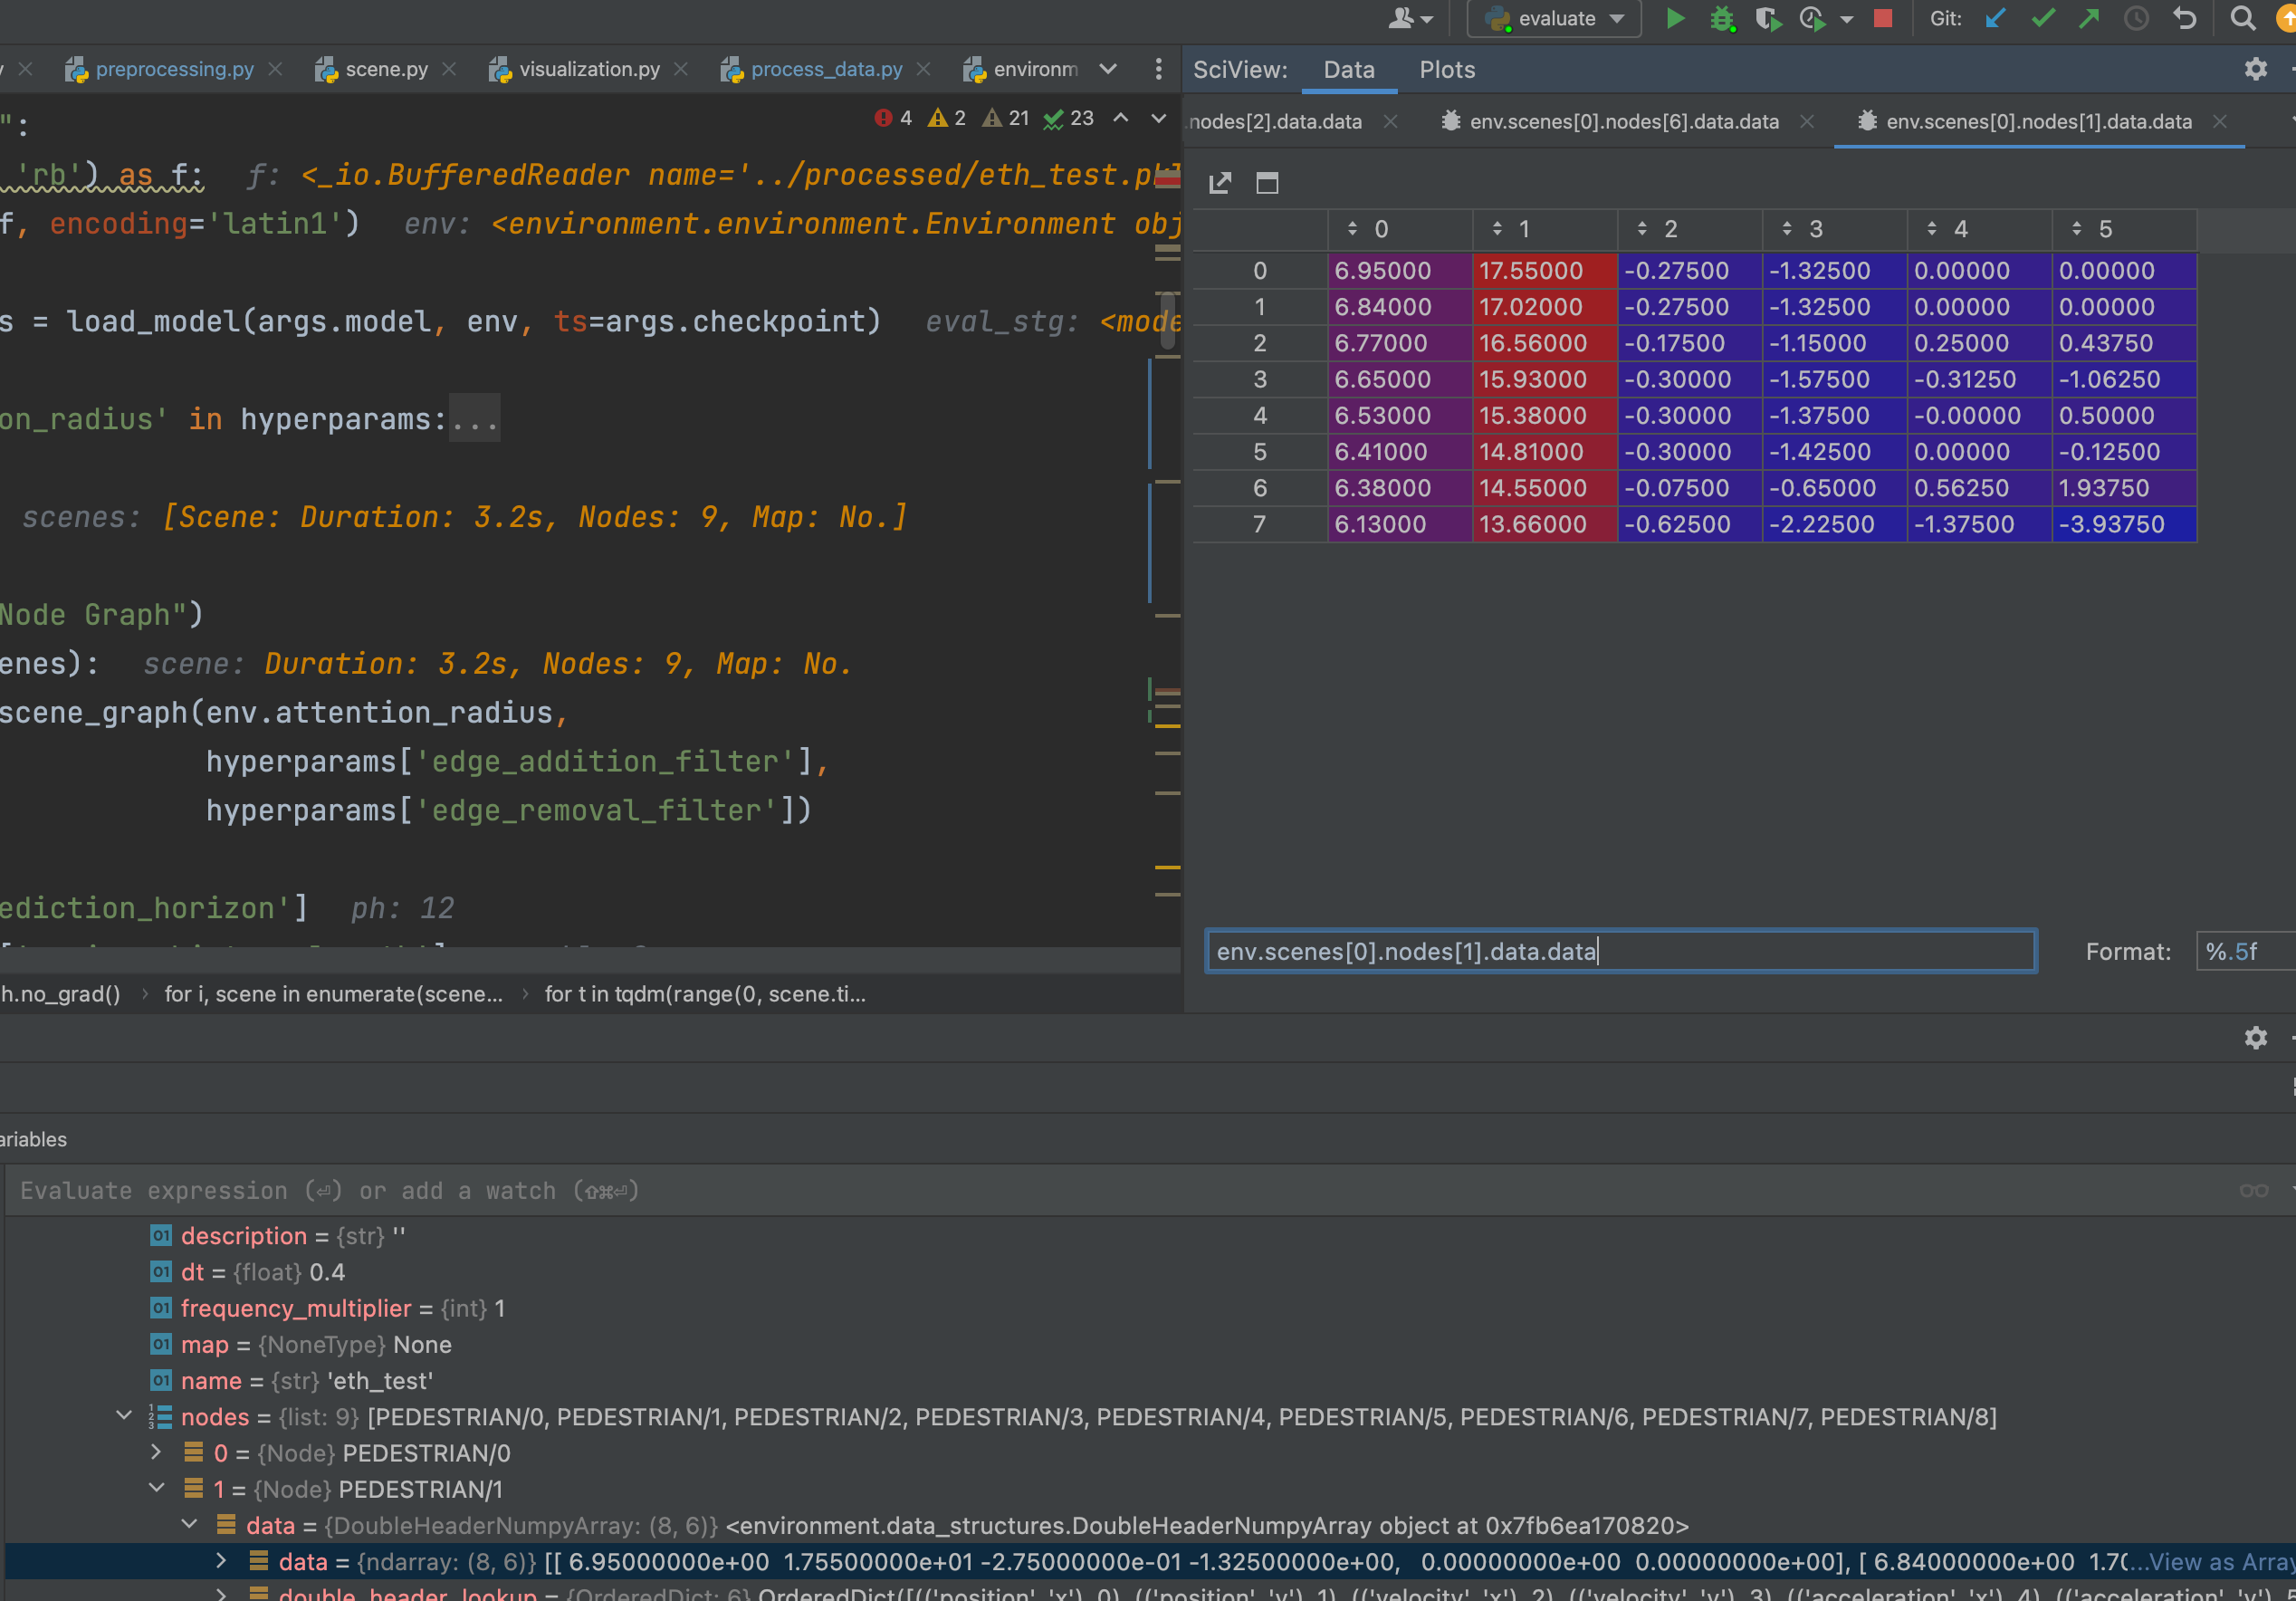 evaluate
Git:
preprocessing.py
scene.py
visualization.py
process_data.py
environm
SciView:
Data
Plots
4 2 21 23
.nodes[2].data.data
env.scenes[0].nodes[6].data.data
env.scenes[0].nodes[1].data.data
":
'rb') as f: f: <_io.BufferedReader name='../processed/eth_test.pkl
f, encoding='latin1') env: <environment.environment.Environment obj
s = load_model(args.model, env, ts=args.checkpoint) eval_stg: <mode
on_radius' in hyperparams:...
scenes: [Scene: Duration: 3.2s, Nodes: 9, Map: No.]
Node Graph")
enes): scene: Duration: 3.2s, Nodes: 9, Map: No.
scene_graph(env.attention_radius,
hyperparams['edge_addition_filter'],
hyperparams['edge_removal_filter'])
ediction_horizon'] ph: 12
h.no_grad() › for i, scene in enumerate(scene... › for t in tqdm(range(0, scene.ti...
0 1 2 3 4 5
0 6.95000 17.55000 -0.27500 -1.32500 0.00000 0.00000
1 6.84000 17.02000 -0.27500 -1.32500 0.00000 0.00000
2 6.77000 16.56000 -0.17500 -1.15000 0.25000 0.43750
3 6.65000 15.93000 -0.30000 -1.57500 -0.31250 -1.06250
4 6.53000 15.38000 -0.30000 -1.37500 -0.00000 0.50000
5 6.41000 14.81000 -0.30000 -1.42500 0.00000 -0.12500
6 6.38000 14.55000 -0.07500 -0.65000 0.56250 1.93750
7 6.13000 13.66000 -0.62500 -2.22500 -1.37500 -3.93750
env.scenes[0].nodes[1].data.data
Format: %.5f
ariables
Evaluate expression (⏎) or add a watch (⇧⌘⏎)
description = {str} ''
dt = {float} 0.4
frequency_multiplier = {int} 1
map = {NoneType} None
name = {str} 'eth_test'
nodes = {list: 9} [PEDESTRIAN/0, PEDESTRIAN/1, PEDESTRIAN/2, PEDESTRIAN/3, PEDESTRIAN/4, PEDESTRIAN/5, PEDESTRIAN/6, PEDESTRIAN/7, PEDESTRIAN/8]
0 = {Node} PEDESTRIAN/0
1 = {Node} PEDESTRIAN/1
data = {DoubleHeaderNumpyArray: (8, 6)} <environment.data_structures.DoubleHeaderNumpyArray object at 0x7fb6ea170820>
data = {ndarray: (8, 6)} [[ 6.95000000e+00 1.75500000e+01 -2.75000000e-01 -1.32500000e+00, 0.00000000e+00 0.00000000e+00], [ 6.84000000e+00 1.70...View as Array
double_header_lookup = {OrderedDict: 6} OrderedDict([(('position', 'x'), 0), (('position', 'y'), 1), (('velocity', 'x'), 2), (('velocity', 'y'), 3), (('acceleration', 'x'), 4), (('acceleration', 'y'), 5